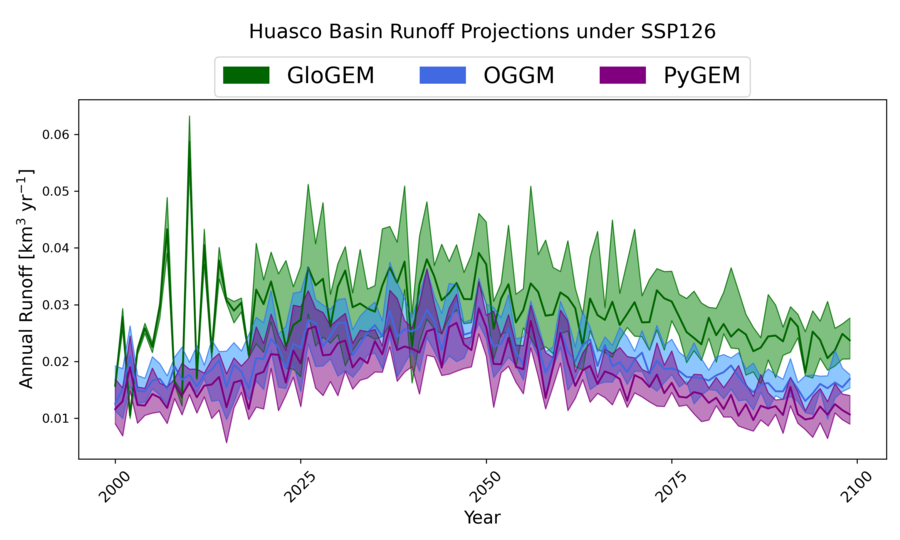 Huasco Basin Runoff Projections under SSP126
GloGEM OGGM PyGEM
Annual Runoff [km³ yr⁻¹]
0.06
0.05
0.04
0.03
0.02
0.01
2000 2025 2050 2075 2100
Year